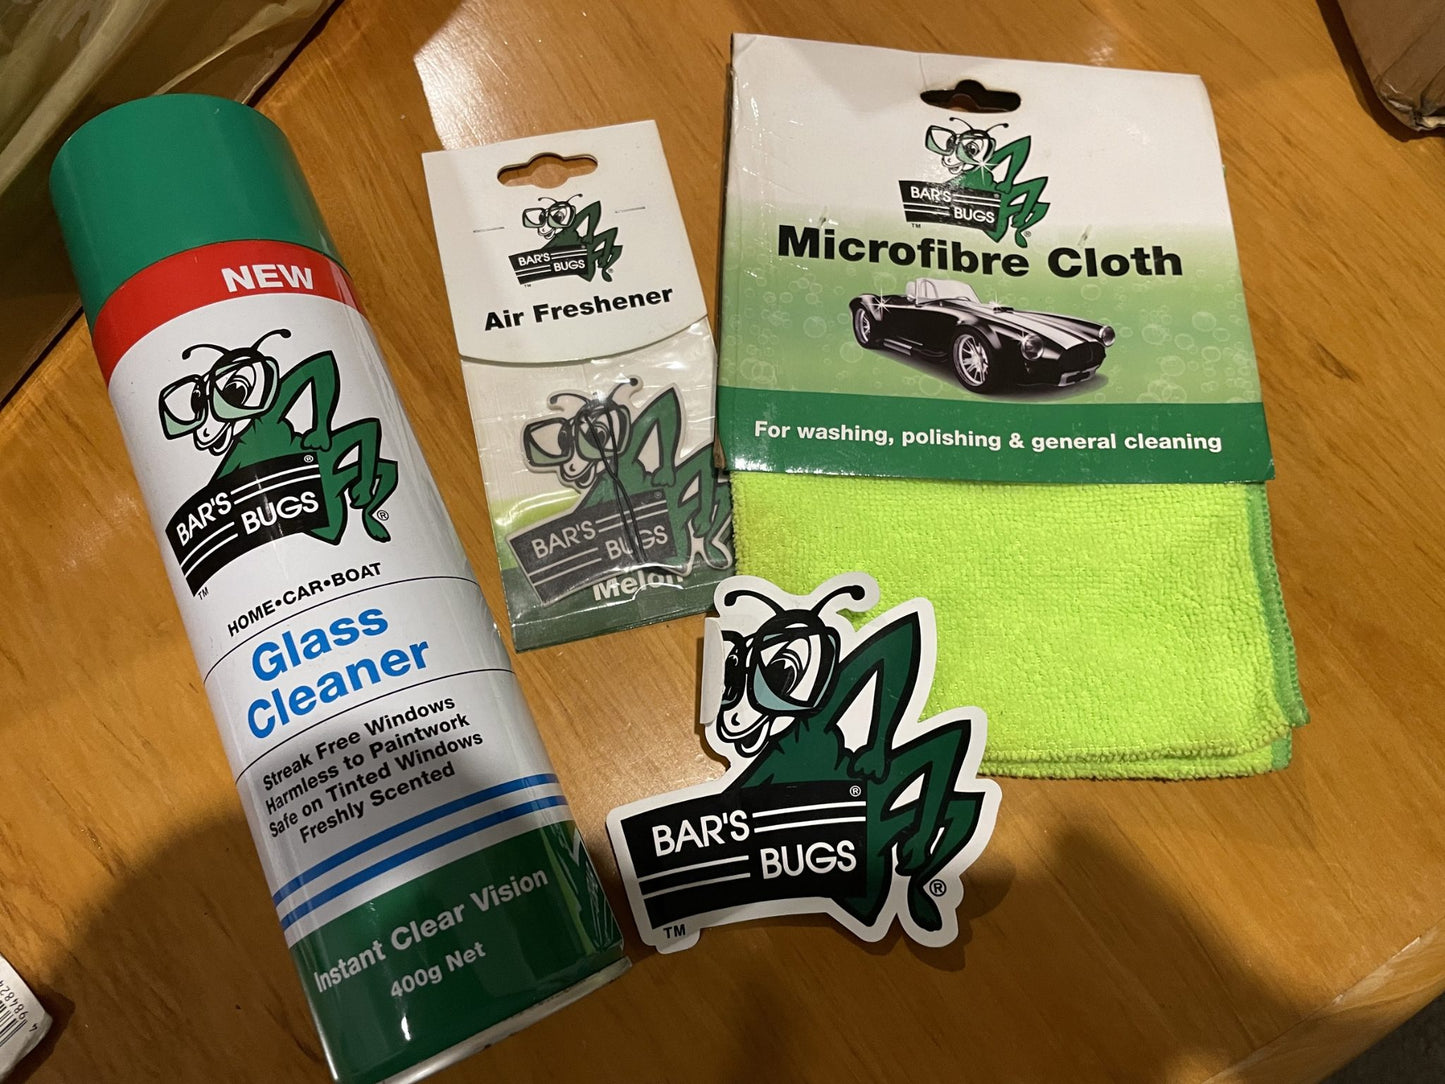 NEW
BAR'S
BUGS
®
TM
HOME•CAR•BOAT
Glass
Cleaner
Streak Free Windows
Harmless to Paintwork
Safe on Tinted Windows
Freshly Scented
Instant Clear Vision
400g Net
BAR'S
BUGS
®
TM
Air Freshener
BAR'S
BUGS
Melon
BAR'S
BUGS
®
TM
Microfibre Cloth
For washing, polishing & general cleaning
BAR'S
BUGS
®
®
TM